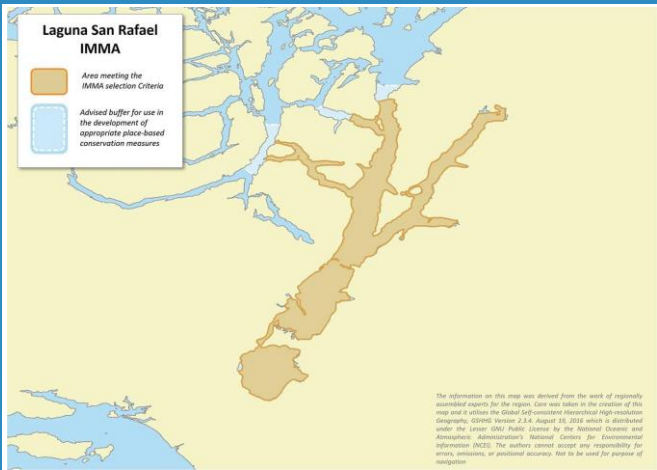 Laguna San Rafael
IMMA
Area meeting the
IMMA selection Criteria
Advised buffer for use in
the development of
appropriate place-based
conservation measures
The information on this map was derived from the work of regionally
assembled experts for the region. Care was taken in the creation of this
map and it utilises the Global Self-consistent Hierarchical High-resolution
Geography, GSHHG Version 2.3.4 August 19, 2016 which is distributed
under the Lesser GNU Public License by the National Oceanic and
Atmospheric Administration's National Centers for Environmental
Information (NCEI). The authors cannot accept any responsibility for
errors, omissions, or positional accuracy. Not to be used for purpose of
navigation